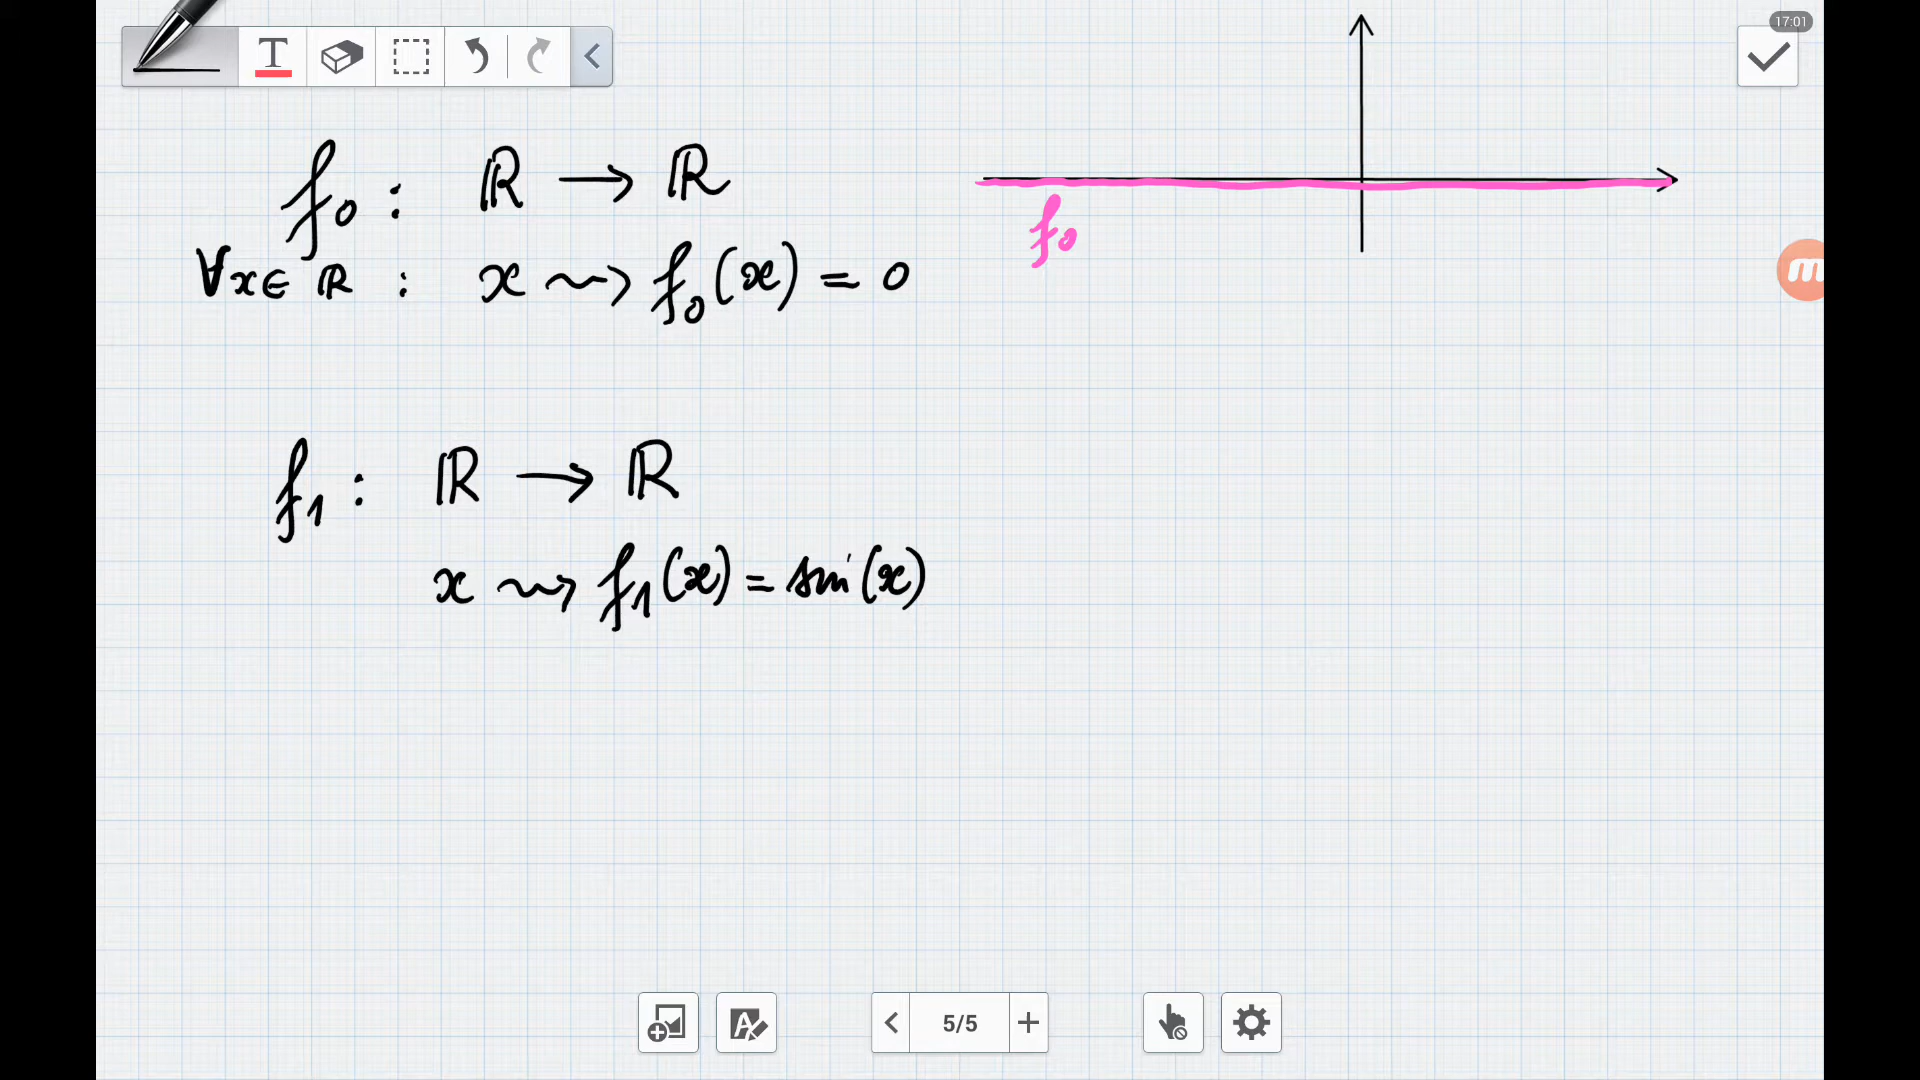 17:01
T
f₀ : ℝ → ℝ
f₀
∀x∈ ℝ : x ⇝ f₀(x) = 0
m
f₁ : ℝ → ℝ
x ⇝ f₁(x) = sin(x)
A
5/5